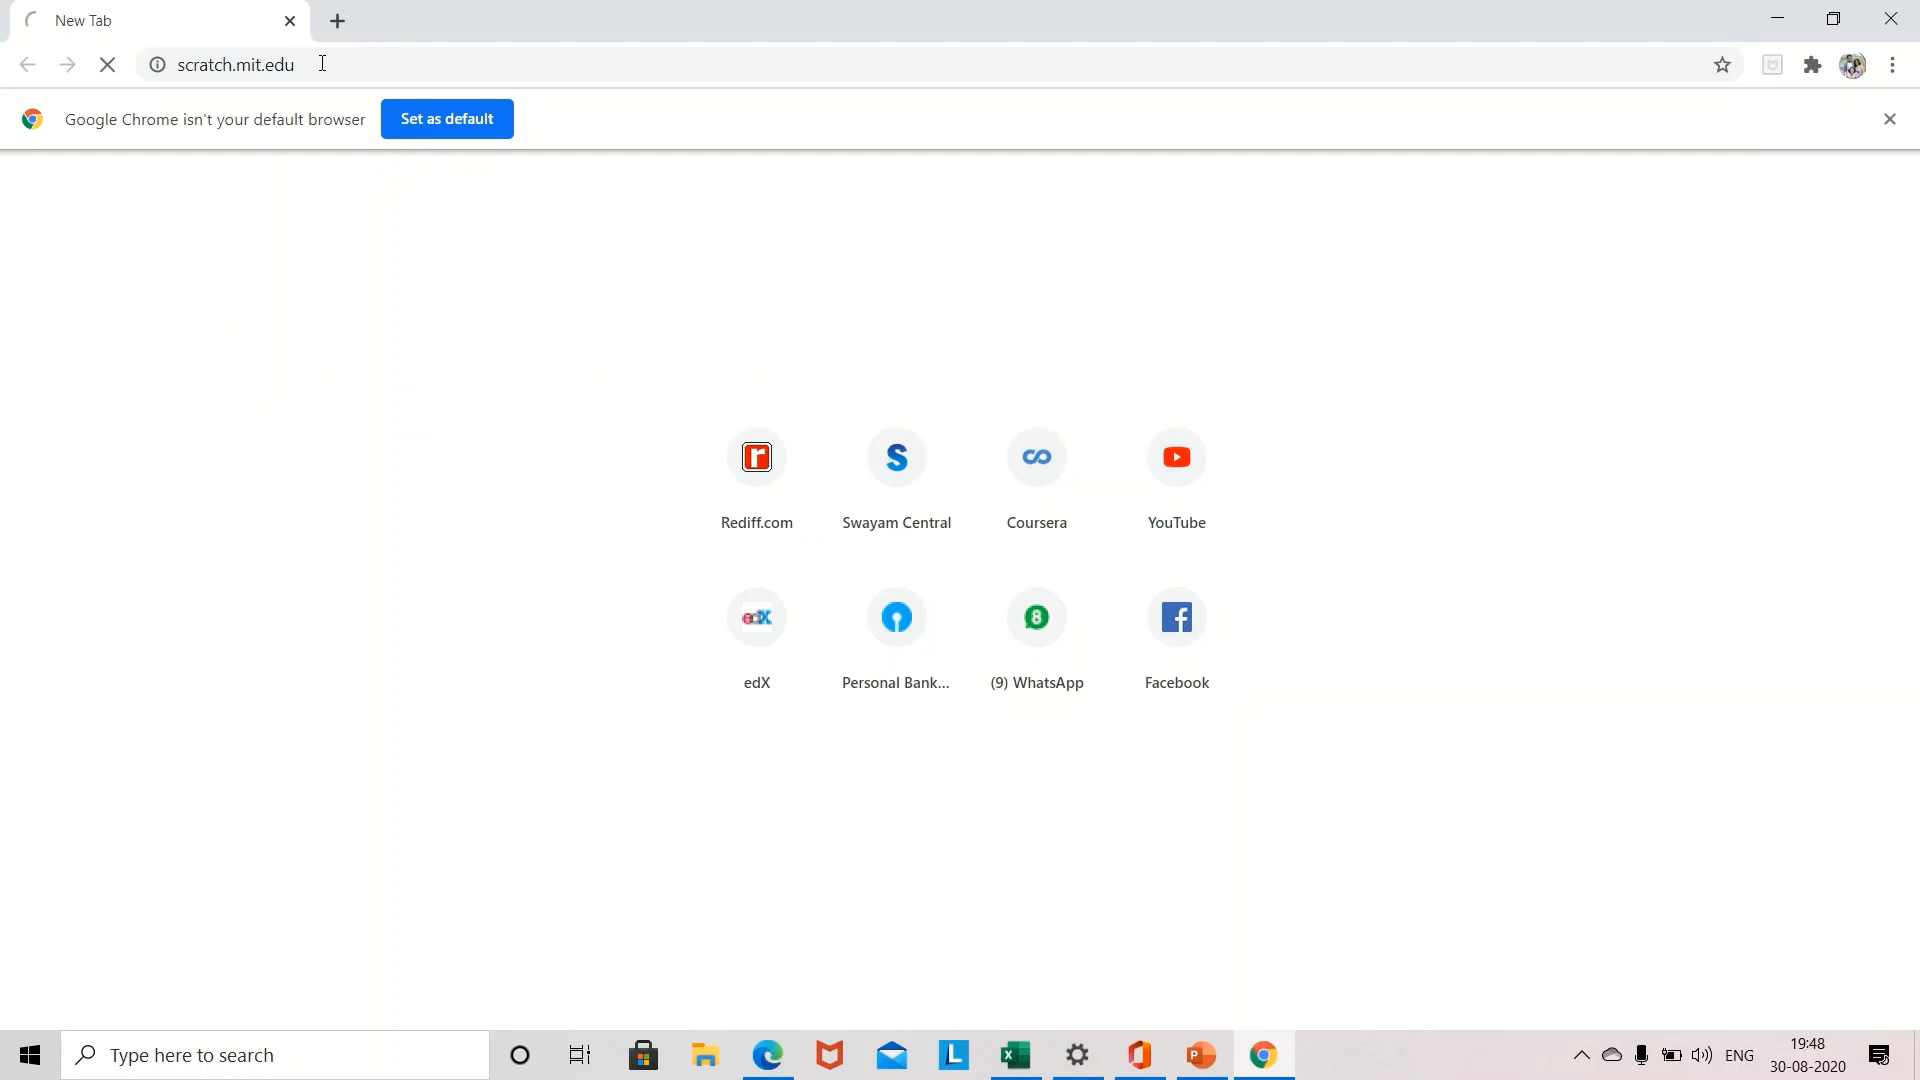 New Tab
scratch.mit.edu
Google Chrome isn't your default browser
Set as default
Rediff.com
Swayam Central
Coursera
YouTube
edX
Personal Bank...
(9) WhatsApp
Facebook
Type here to search
ENG
19:48
30-08-2020